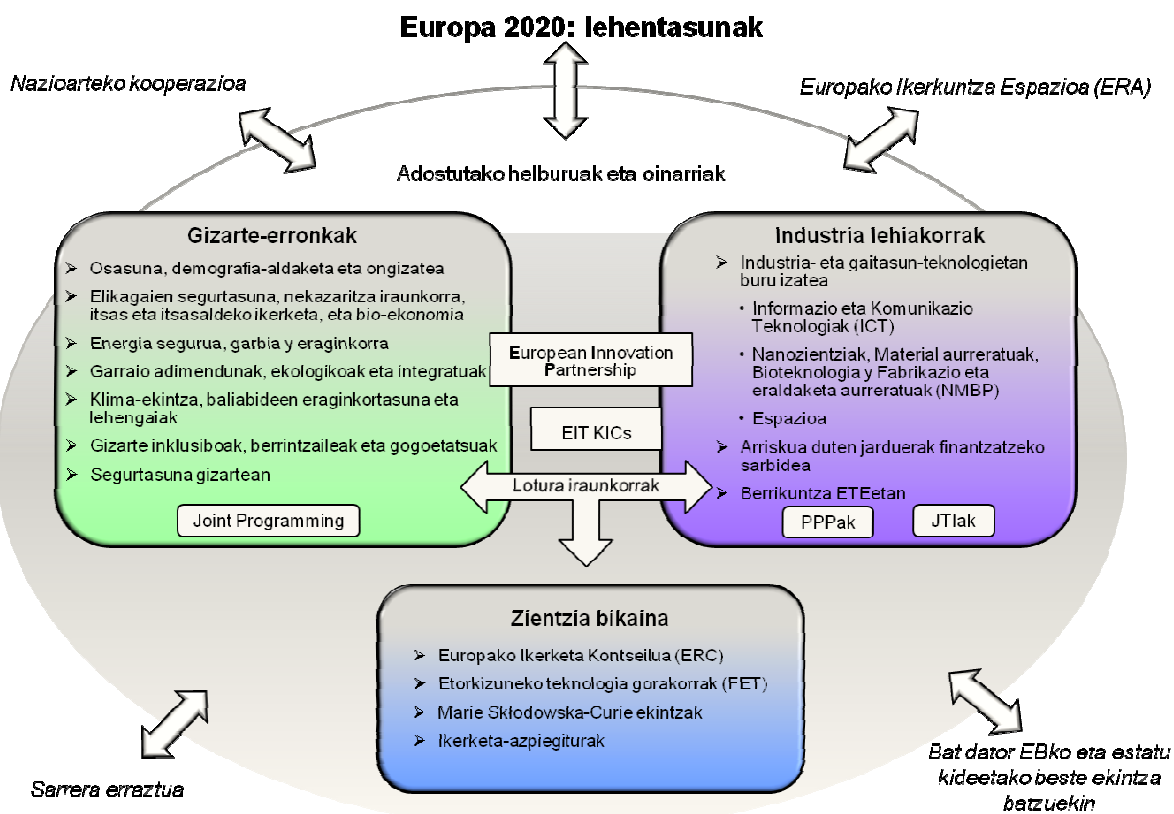 Europa 2020: lehentasunak
Nazioarteko kooperazioa
Europako Ikerkuntza Espazioa (ERA)
Adostutako helburuak eta oinarriak
Gizarte-erronkak
Osasuna, demografia-aldaketa eta ongizatea
Elikagaien segurtasuna, nekazaritza iraunkorra,
itsas eta itsasaldeko ikerketa, eta bio-ekonomia
Energia segurua, garbia y eraginkorra
Garraio adimendunak, ekologikoak eta integratuak
Klima-ekintza, baliabideen eraginkortasuna eta
lehengaiak
Gizarte inklusiboak, berrintzaileak eta gogoetatsuak
Segurtasuna gizartean
Joint Programming
European Innovation
Partnership
EIT KICs
Lotura iraunkorrak
Industria lehiakorrak
Industria- eta gaitasun-teknologietan
buru izatea
• Informazio eta Komunikazio
Teknologiak (ICT)
• Nanozientziak, Material aurreratuak,
Bioteknologia y Fabrikazio eta
eraldaketa aurreratuak (NMBP)
• Espazioa
Arriskua duten jarduerak finantzatzeko
sarbidea
Berrikuntza ETEetan
PPPak
JTIak
Zientzia bikaina
Europako Ikerketa Kontseilua (ERC)
Etorkizuneko teknologia gorakorrak (FET)
Marie Skłodowska-Curie ekintzak
Ikerketa-azpiegiturak
Sarrera erraztua
Bat dator EBko eta estatu
kideetako beste ekintza
batzuekin